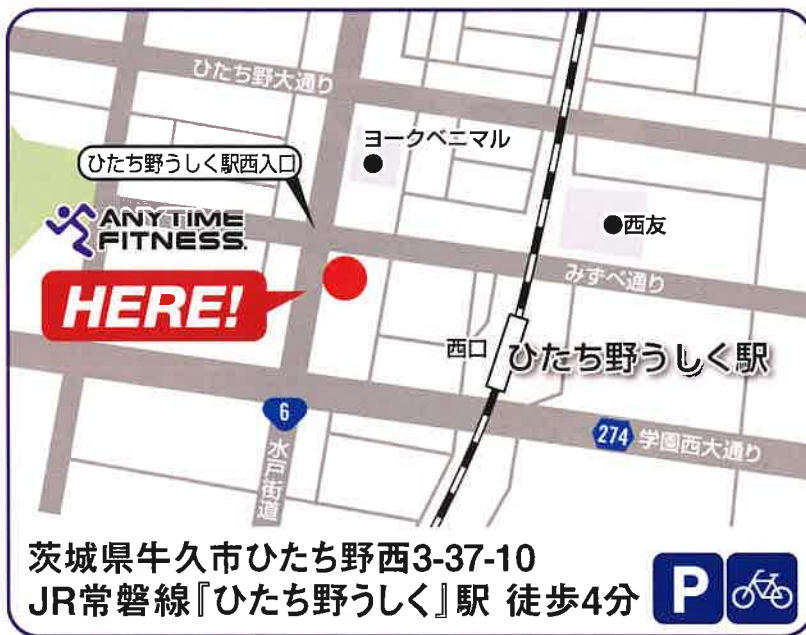 ひたち野大通り
ヨークベニマル
ひたち野うしく駅西入口
ANYTIME
FITNESS.
西友
みずべ通り
HERE!
西口
ひたち野うしく駅
6
水戸街道
274
学園西大通り
茨城県牛久市ひたち野西3-37-10
JR常磐線『ひたち野うしく』駅 徒歩4分
P